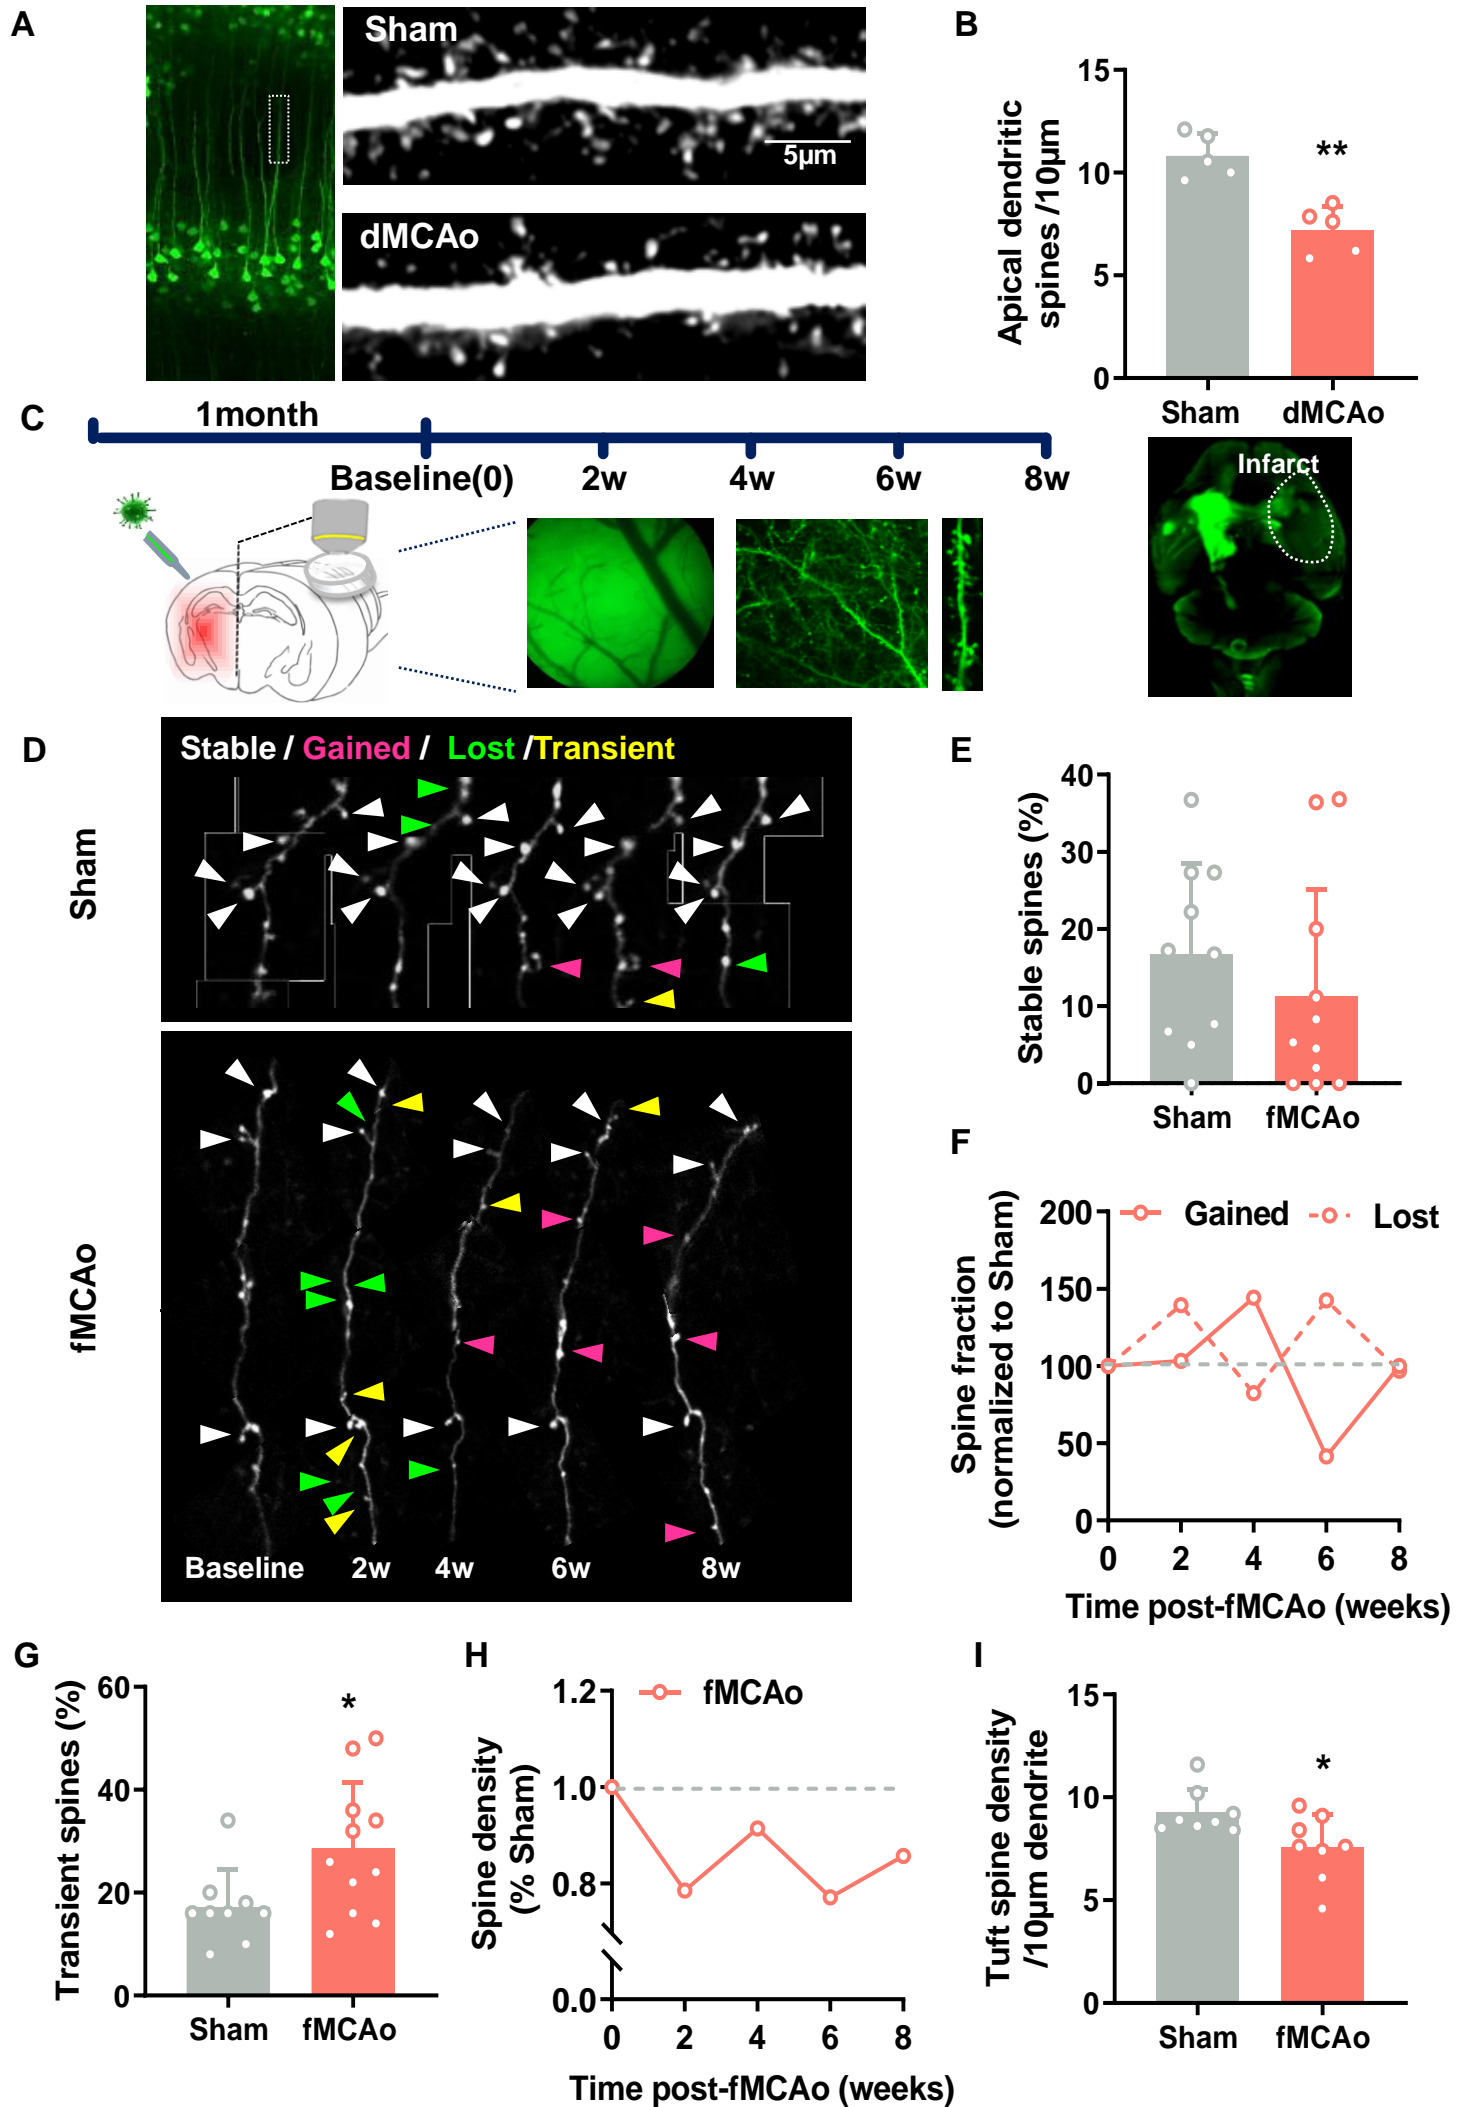 A
Sham
5µm
dMCAo
B
15
10
5
0
Apical dendritic
spines /10µm
**
Sham dMCAo
C
1month
Baseline(0) 2w 4w 6w 8w
Infarct
D
Stable / Gained / Lost /Transient
Sham
fMCAo
Baseline 2w 4w 6w 8w
E
40
30
20
10
0
Stable spines (%)
Sham fMCAo
F
200
150
100
50
0
Spine fraction
(normalized to Sham)
Gained Lost
0 2 4 6 8
Time post-fMCAo (weeks)
G
60
40
20
0
Transient spines (%)
*
Sham fMCAo
H
1.2
1.0
0.8
0.0
Spine density
(% Sham)
fMCAo
0 2 4 6 8
Time post-fMCAo (weeks)
I
15
10
5
0
Tuft spine density
/10µm dendrite
*
Sham fMCAo